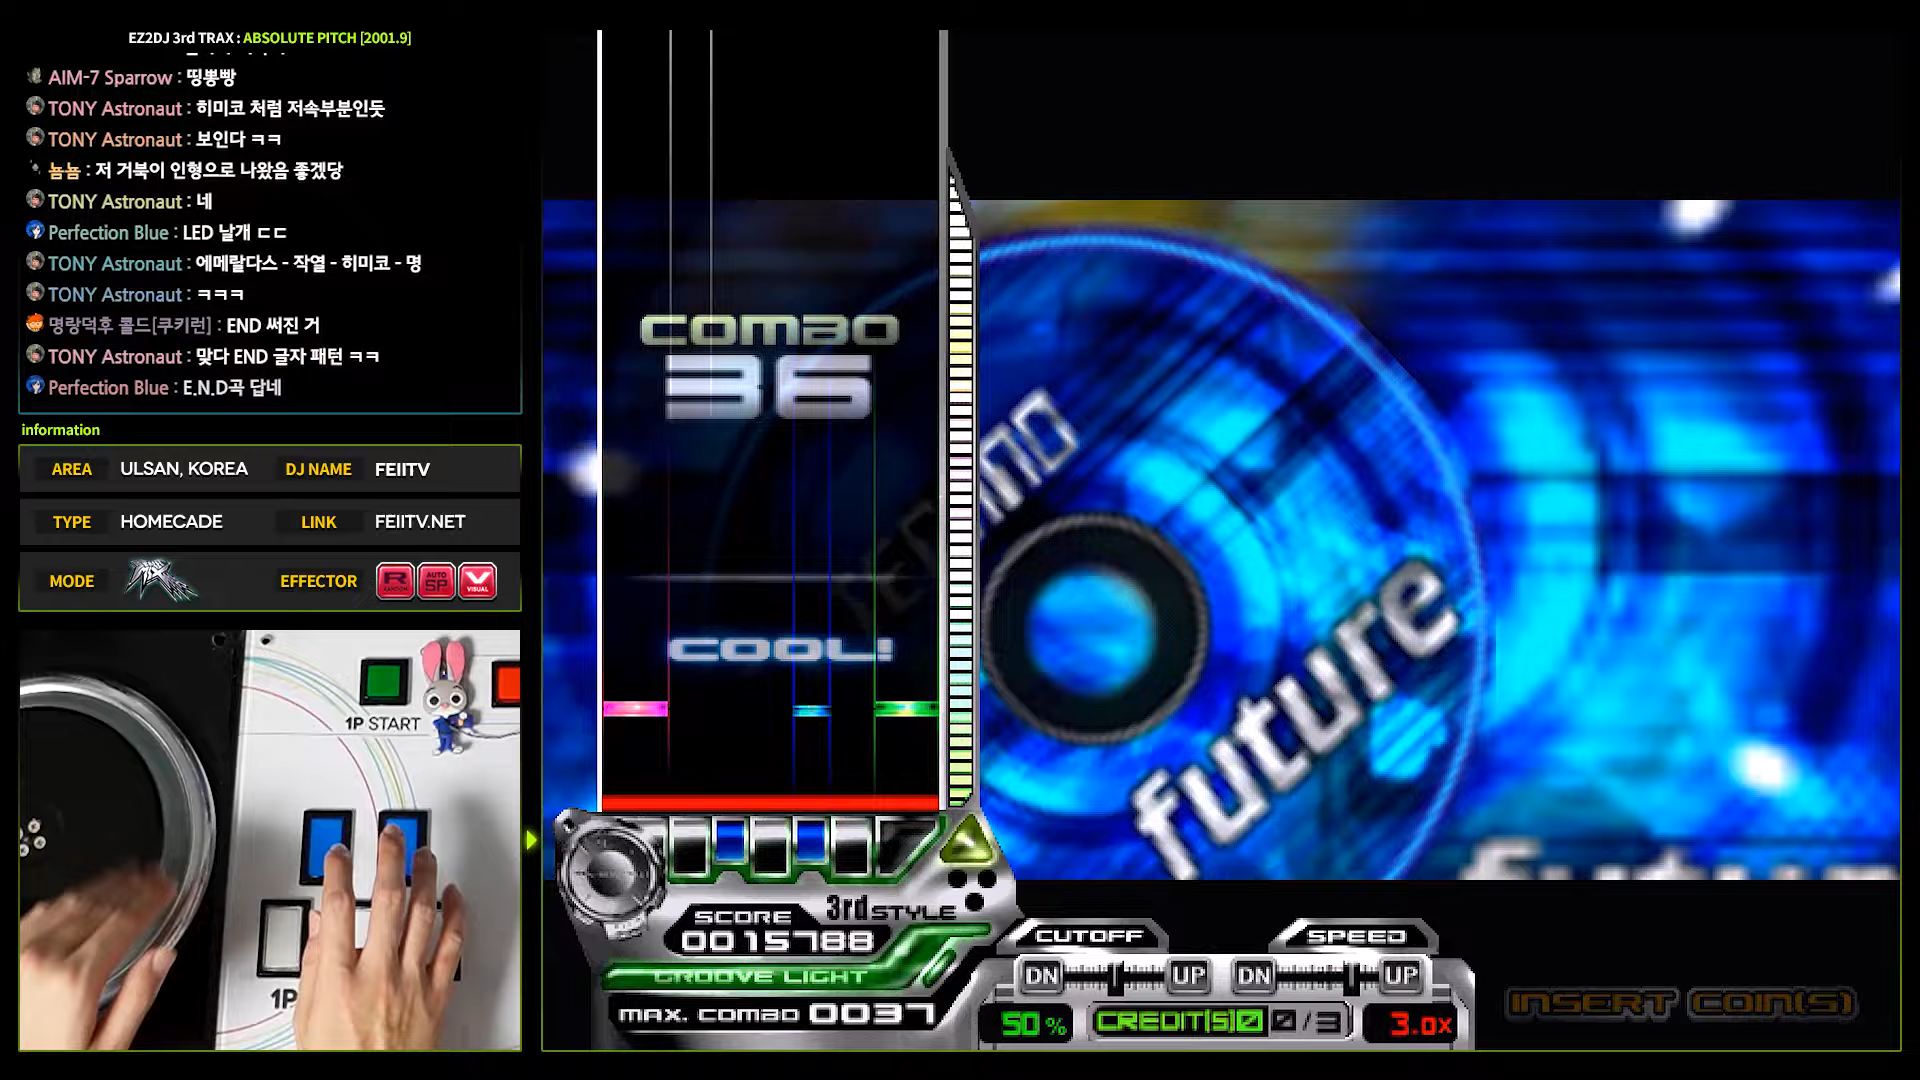 EZ2DJ 3rd TRAX : ABSOLUTE PITCH [2001.9]
AIM-7 Sparrow : 띵뽕빵
TONY Astronaut : 히미코 처럼 저속부분인듯
TONY Astronaut : 보인다 ㅋㅋ
뇸뇸 : 저 거북이 인형으로 나왔음 좋겠당
TONY Astronaut : 네
Perfection Blue : LED 날개 ㄷㄷ
TONY Astronaut : 에메랄다스 - 작열 - 히미코 - 명
TONY Astronaut : ㅋㅋㅋ
명랑덕후 콜드[쿠키런] : END 써진 거
TONY Astronaut : 맞다 END 글자 패턴 ㅋㅋ
Perfection Blue : E.N.D곡 답네
information
AREA ULSAN, KOREA DJ NAME FEIITV
TYPE HOMECADE LINK FEIITV.NET
MODE EFFECTOR R RANDOM AUTO SP V VISUAL
1P START
1P
COMBO
36
COOL!
future
3rd STYLE
SCORE
0015788
GROOVE LIGHT
MAX. COMBO 0037
CUTOFF SPEED
DN UP DN UP
50% CREDIT(S) 0 0/3 3.0X
INSERT COIN(S)